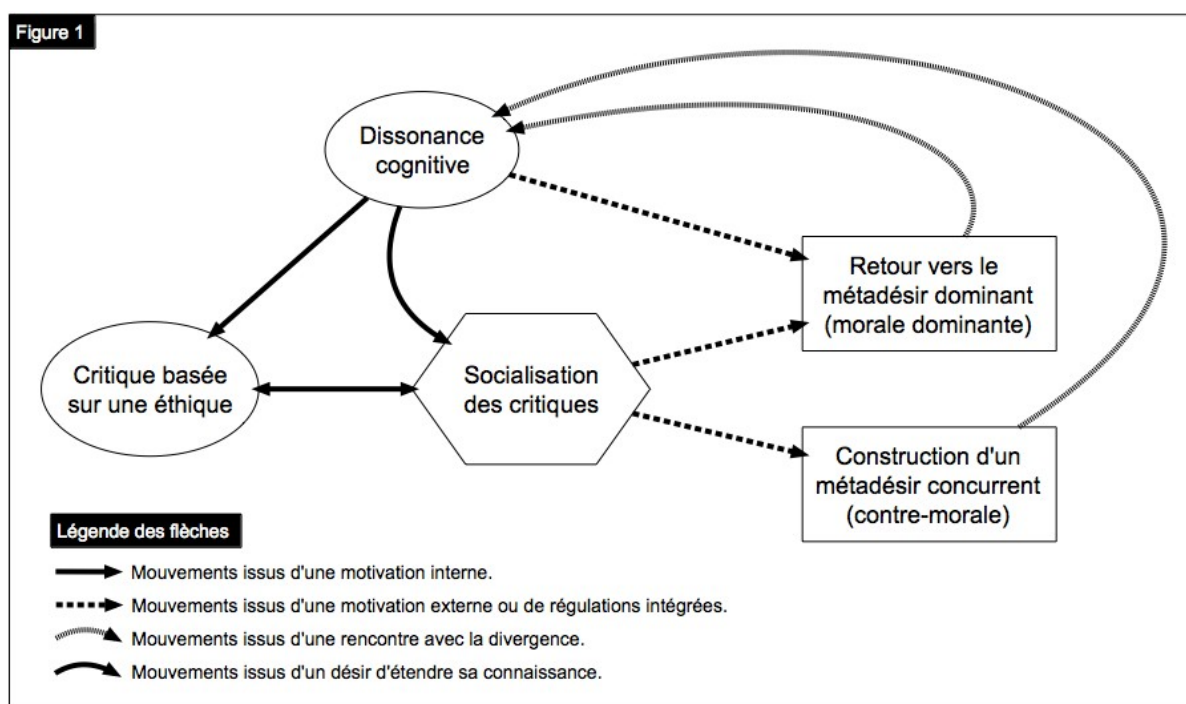 Figure 1
Dissonance
cognitive
Retour vers le
métadésir dominant
(morale dominante)
Critique basée
sur une éthique
Socialisation
des critiques
Construction d'un
métadésir concurrent
(contre-morale)
Légende des flèches
Mouvements issus d'une motivation interne.
Mouvements issus d'une motivation externe ou de régulations intégrées.
Mouvements issus d'une rencontre avec la divergence.
Mouvements issus d'un désir d'étendre sa connaissance.